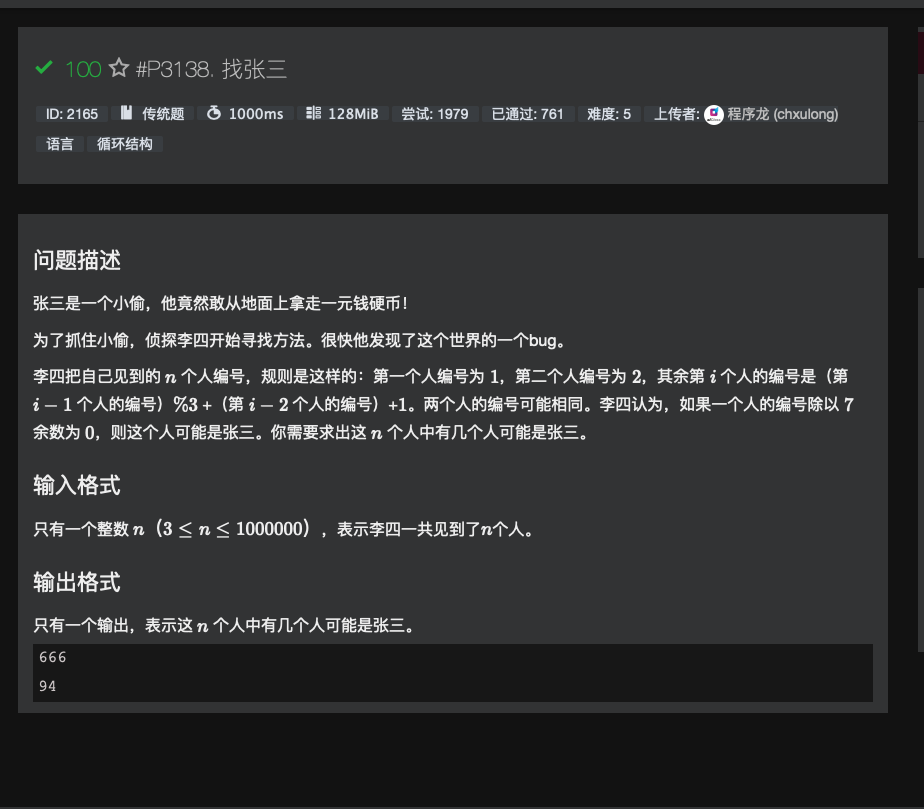 100 ☆ #P3138. 找张三
ID: 2165 传统题 1000ms 128MiB 尝试: 1979 已通过: 761 难度: 5 上传者: 程序龙 (chxulong)
语言 循环结构
问题描述
张三是一个小偷，他竟然敢从地面上拿走一元钱硬币！
为了抓住小偷，侦探李四开始寻找方法。很快他发现了这个世界的一个bug。
李四把自己见到的 n 个人编号，规则是这样的：第一个人编号为 1，第二个人编号为 2，其余第 i 个人的编号是（第
i − 1 个人的编号）%3 +（第 i − 2 个人的编号）+1。两个人的编号可能相同。李四认为，如果一个人的编号除以 7
余数为 0，则这个人可能是张三。你需要求出这 n 个人中有几个人可能是张三。
输入格式
只有一个整数 n（3 ≤ n ≤ 1000000），表示李四一共见到了n个人。
输出格式
只有一个输出，表示这 n 个人中有几个人可能是张三。
666
94